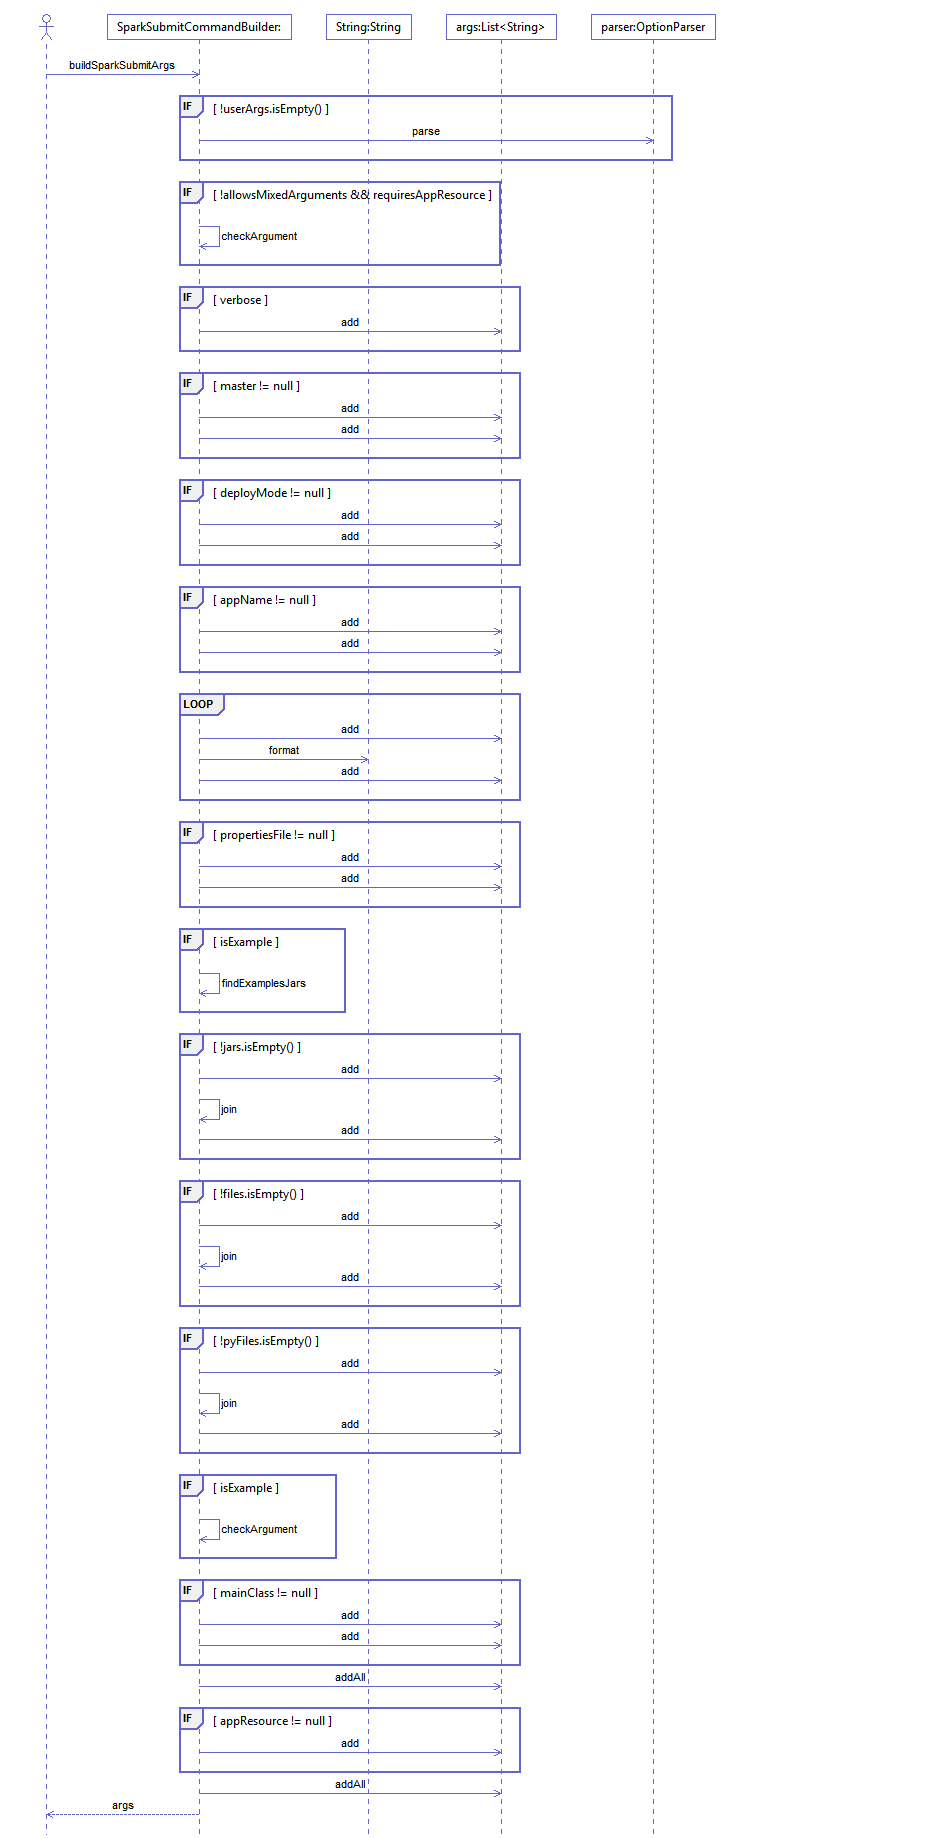 SparkSubmitCommandBuilder: String:String args:List<String> parser:OptionParser
buildSparkSubmitArgs
IF [ !userArgs.isEmpty() ]
parse
IF [ !allowsMixedArguments && requiresAppResource ]
checkArgument
IF [ verbose ]
add
IF [ master != null ]
add
add
IF [ deployMode != null ]
add
add
IF [ appName != null ]
add
add
LOOP
add
format
add
IF [ propertiesFile != null ]
add
add
IF [ isExample ]
findExamplesJars
IF [ !jars.isEmpty() ]
add
join
add
IF [ !files.isEmpty() ]
add
join
add
IF [ !pyFiles.isEmpty() ]
add
join
add
IF [ isExample ]
checkArgument
IF [ mainClass != null ]
add
add
addAll
IF [ appResource != null ]
add
addAll
args